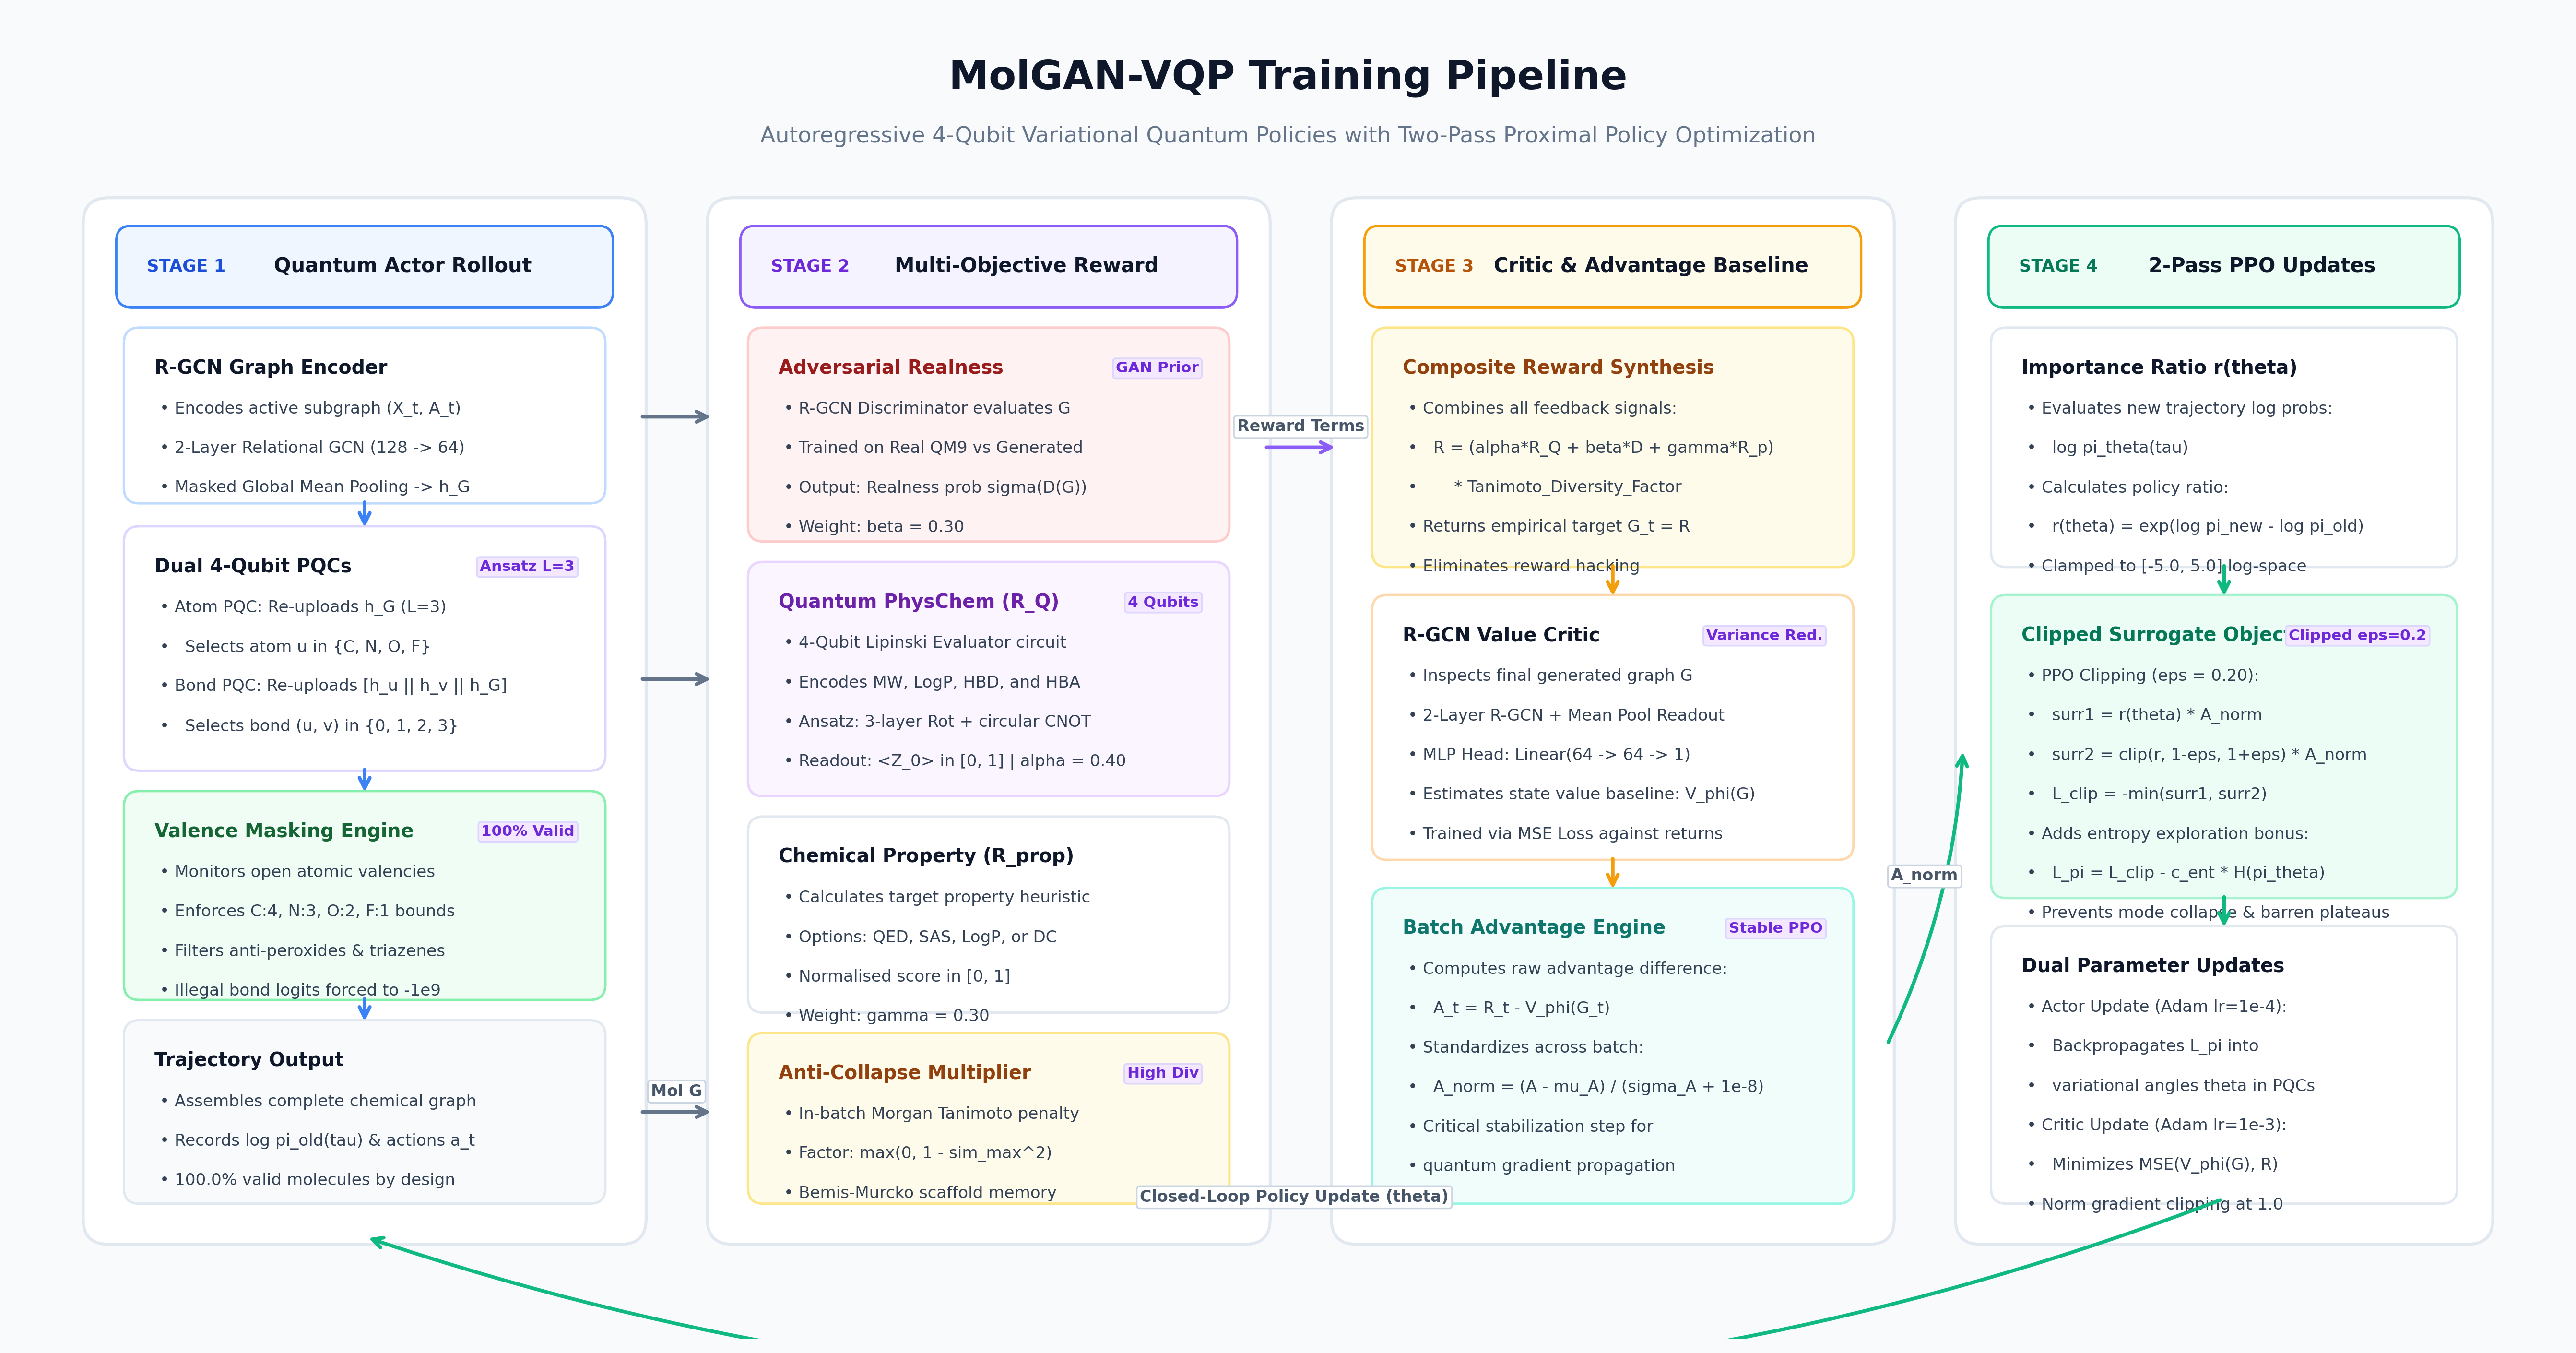 MolGAN-VQP Training Pipeline
Autoregressive 4-Qubit Variational Quantum Policies with Two-Pass Proximal Policy Optimization
STAGE 1 Quantum Actor Rollout
R-GCN Graph Encoder
• Encodes active subgraph (X_t, A_t)
• 2-Layer Relational GCN (128 -> 64)
• Masked Global Mean Pooling -> h_G
Dual 4-Qubit PQCs
Ansatz L=3
• Atom PQC: Re-uploads h_G (L=3)
• Selects atom u in {C, N, O, F}
• Bond PQC: Re-uploads [h_u || h_v || h_G]
• Selects bond (u, v) in {0, 1, 2, 3}
Valence Masking Engine
100% Valid
• Monitors open atomic valencies
• Enforces C:4, N:3, O:2, F:1 bounds
• Filters anti-peroxides & triazenes
• Illegal bond logits forced to -1e9
Trajectory Output
• Assembles complete chemical graph
• Records log pi_old(tau) & actions a_t
• 100.0% valid molecules by design
Mol G
STAGE 2 Multi-Objective Reward
Adversarial Realness
GAN Prior
• R-GCN Discriminator evaluates G
• Trained on Real QM9 vs Generated
• Output: Realness prob sigma(D(G))
• Weight: beta = 0.30
Quantum PhysChem (R_Q)
4 Qubits
• 4-Qubit Lipinski Evaluator circuit
• Encodes MW, LogP, HBD, and HBA
• Ansatz: 3-layer Rot + circular CNOT
• Readout: <Z_0> in [0, 1] | alpha = 0.40
Chemical Property (R_prop)
• Calculates target property heuristic
• Options: QED, SAS, LogP, or DC
• Normalised score in [0, 1]
• Weight: gamma = 0.30
Anti-Collapse Multiplier
High Div
• In-batch Morgan Tanimoto penalty
• Factor: max(0, 1 - sim_max^2)
• Bemis-Murcko scaffold memory
Reward Terms
STAGE 3 Critic & Advantage Baseline
Composite Reward Synthesis
• Combines all feedback signals:
• R = (alpha*R_Q + beta*D + gamma*R_p)
• * Tanimoto_Diversity_Factor
• Returns empirical target G_t = R
• Eliminates reward hacking
R-GCN Value Critic
Variance Red.
• Inspects final generated graph G
• 2-Layer R-GCN + Mean Pool Readout
• MLP Head: Linear(64 -> 64 -> 1)
• Estimates state value baseline: V_phi(G)
• Trained via MSE Loss against returns
Batch Advantage Engine
Stable PPO
• Computes raw advantage difference:
• A_t = R_t - V_phi(G_t)
• Standardizes across batch:
• A_norm = (A - mu_A) / (sigma_A + 1e-8)
• Critical stabilization step for
• quantum gradient propagation
A_norm
STAGE 4 2-Pass PPO Updates
Importance Ratio r(theta)
• Evaluates new trajectory log probs:
• log pi_theta(tau)
• Calculates policy ratio:
• r(theta) = exp(log pi_new - log pi_old)
• Clamped to [-5.0, 5.0] log-space
Clipped Surrogate Objec
Clipped eps=0.2
• PPO Clipping (eps = 0.20):
• surr1 = r(theta) * A_norm
• surr2 = clip(r, 1-eps, 1+eps) * A_norm
• L_clip = -min(surr1, surr2)
• Adds entropy exploration bonus:
• L_pi = L_clip - c_ent * H(pi_theta)
• Prevents mode collapse & barren plateaus
Dual Parameter Updates
• Actor Update (Adam lr=1e-4):
• Backpropagates L_pi into
• variational angles theta in PQCs
• Critic Update (Adam lr=1e-3):
• Minimizes MSE(V_phi(G), R)
• Norm gradient clipping at 1.0
Closed-Loop Policy Update (theta)